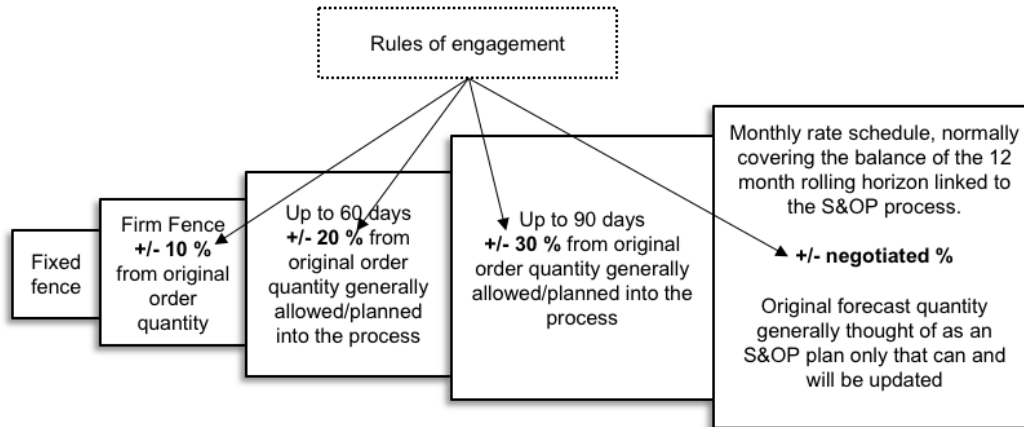 Rules of engagement
Fixed
fence
Firm Fence
+/- 10 %
from original
order
quantity
Up to 60 days
+/- 20 % from
original order
quantity generally
allowed/planned
into the process
Up to 90 days
+/- 30 % from original
order quantity generally
allowed/planned into the
process
Monthly rate schedule, normally
covering the balance of the 12
month rolling horizon linked to
the S&OP process.
+/- negotiated %
Original forecast quantity
generally thought of as an
S&OP plan only that can and
will be updated